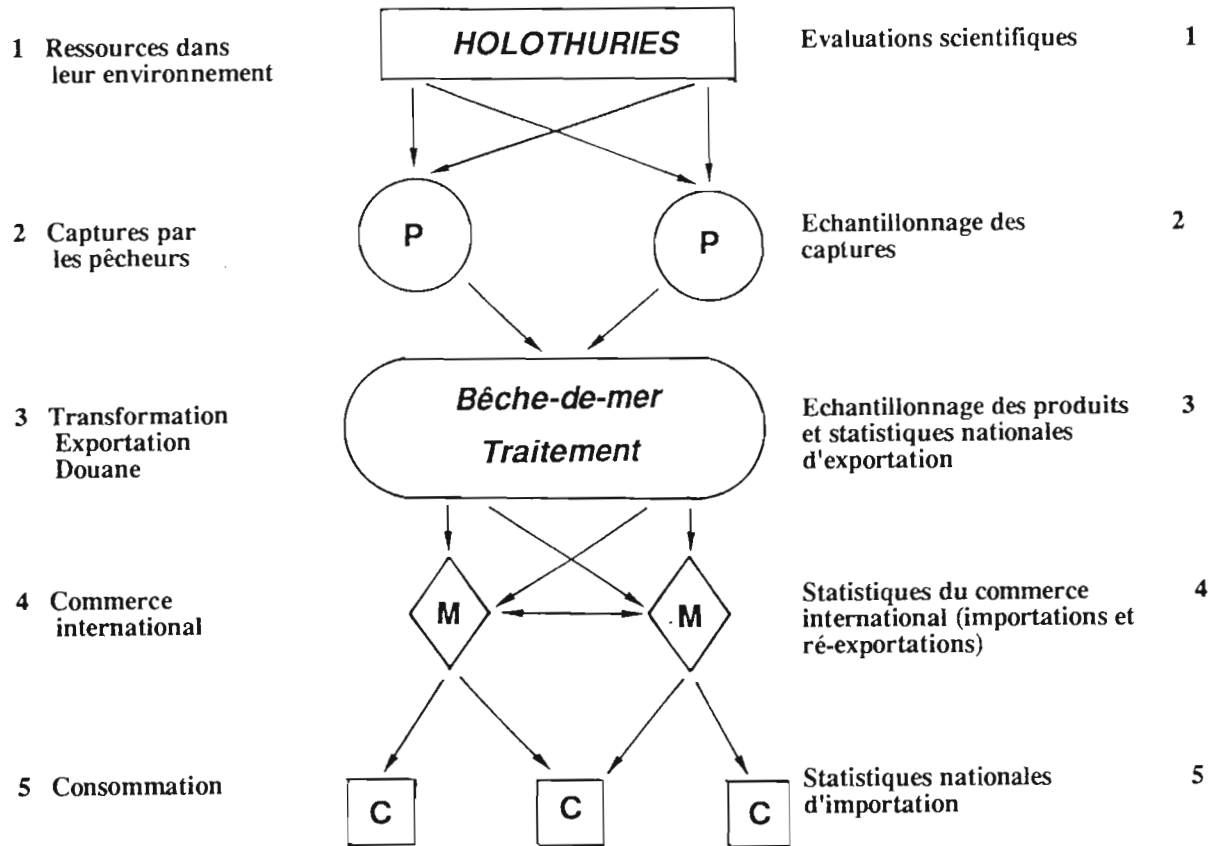 HOLOTHURIES
1 Ressources dans
leur environnement
Evaluations scientifiques 1
2 Captures par
les pêcheurs
P
P
Echantillonnage des 2
captures
3 Transformation
Exportation
Douane
Bêche-de-mer
Traitement
Echantillonnage des produits 3
et statistiques nationales
d'exportation
4 Commerce
international
M
M
Statistiques du commerce 4
international (importations et
ré-exportations)
5 Consommation
C
C
C
Statistiques nationales 5
d'importation